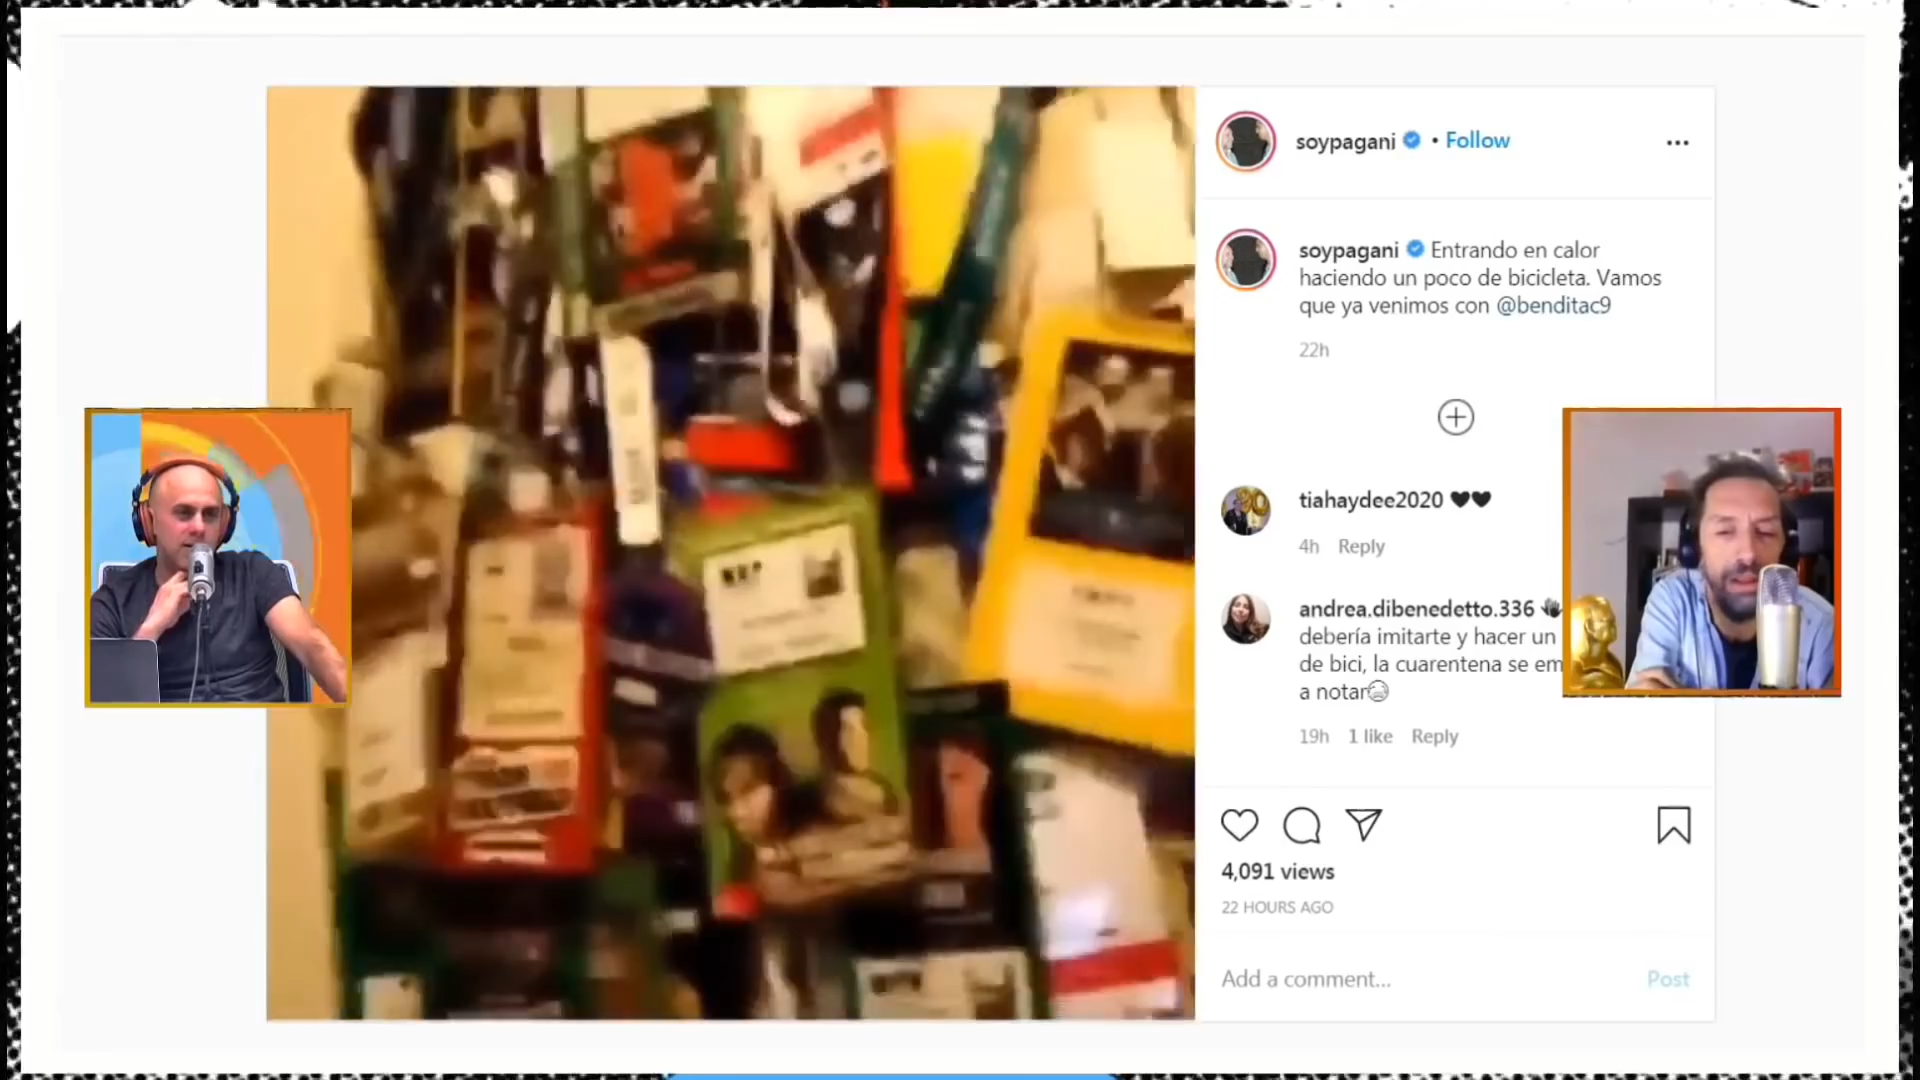 soypagani • Follow
soypagani Entrando en calor
haciendo un poco de bicicleta. Vamos
que ya venimos con @benditac9
22h
tiahaydee2020 🖤🖤
4h Reply
andrea.dibenedetto.336
debería imitarte y hacer un
de bici, la cuarentena se em
a notar
19h 1 like Reply
4,091 views
22 HOURS AGO
Add a comment... Post